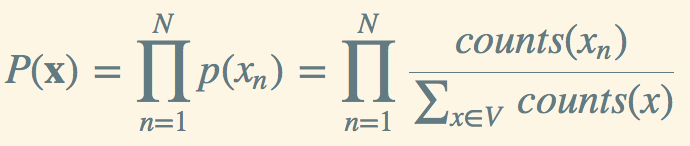 P(𝐱) = ∏_{n=1}^{N} p(x_n) = ∏_{n=1}^{N} counts(x_n) / ∑_{x∈V} counts(x)